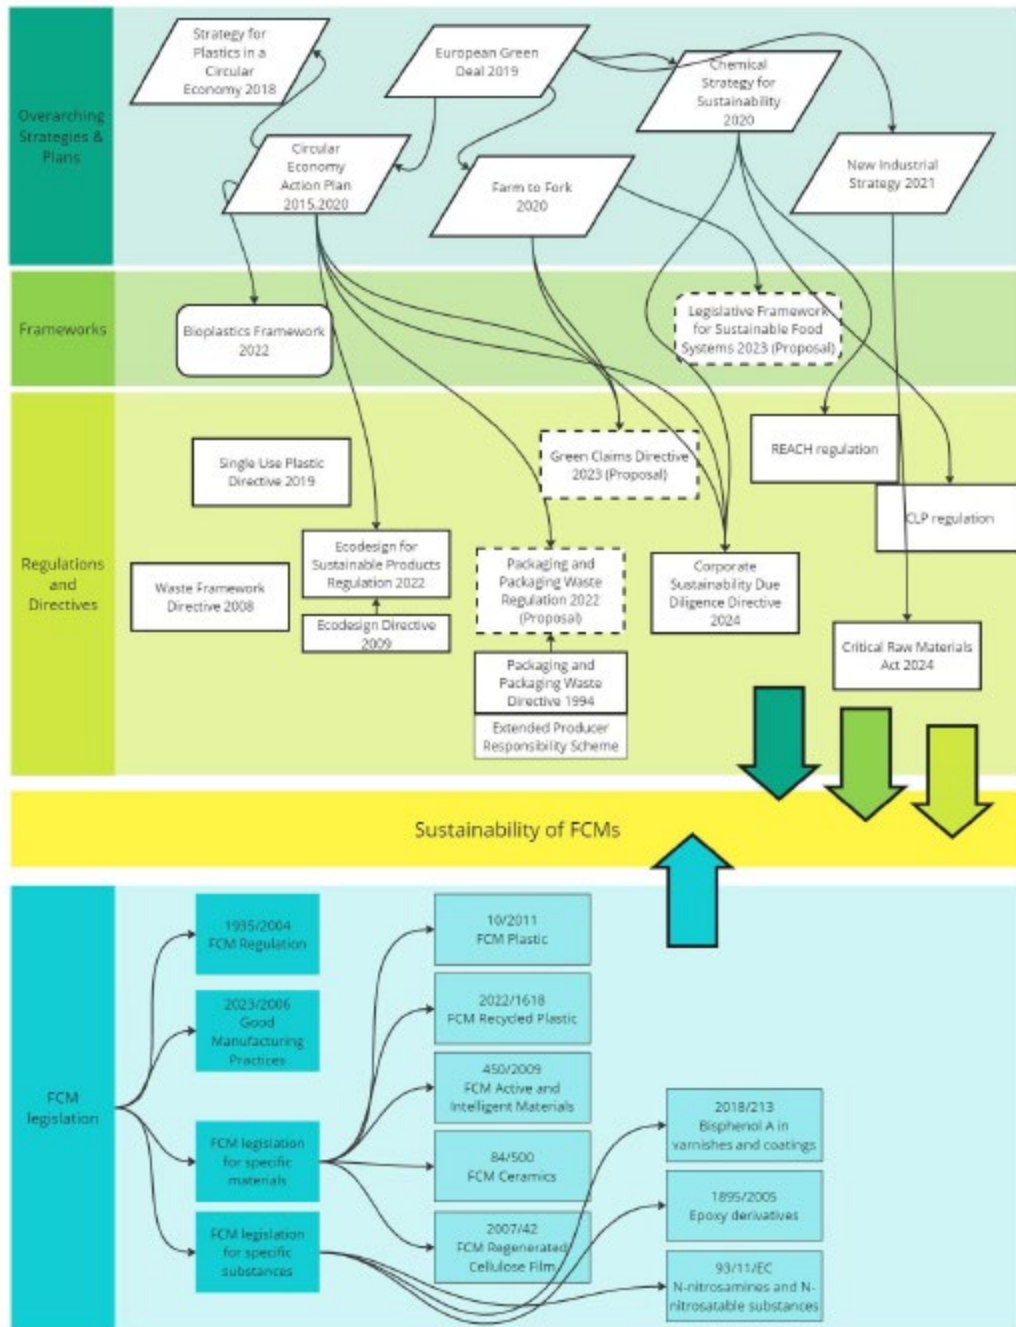 Overarching
Strategies &
Plans
Strategy for
Plastics in a
Circular
Economy 2018
European Green
Deal 2019
Chemical
Strategy for
Sustainability
2020
Circular
Economy
Action Plan
2015,2020
Farm to Fork
2020
New Industrial
Strategy 2021
Frameworks
Bioplastics Framework
2022
Legislative Framework
for Sustainable Food
Systems 2023 (Proposal)
Regulations
and
Directives
Single Use Plastic
Directive 2019
Green Claims Directive
2023 (Proposal)
REACH regulation
CLP regulation
Waste Framework
Directive 2008
Ecodesign for
Sustainable Products
Regulation 2022
Ecodesign Directive
2009
Packaging and
Packaging Waste
Regulation 2022
(Proposal)
Packaging and
Packaging Waste
Directive 1994
Extended Producer
Responsibility Scheme
Corporate
Sustainability Due
Diligence Directive
2024
Critical Raw Materials
Act 2024
Sustainability of FCMs
FCM
legislation
1935/2004
FCM Regulation
2023/2006
Good
Manufacturing
Practices
FCM legislation
for specific
materials
FCM legislation
for specific
substances
10/2011
FCM Plastic
2022/1618
FCM Recycled Plastic
450/2009
FCM Active and
Intelligent Materials
84/500
FCM Ceramics
2007/42
FCM Regenerated
Cellulose Film
2018/213
Bisphenol A in
varnishes and coatings
1895/2005
Epoxy derivatives
93/11/EC
N-nitrosamines and N-
nitrosatable substances